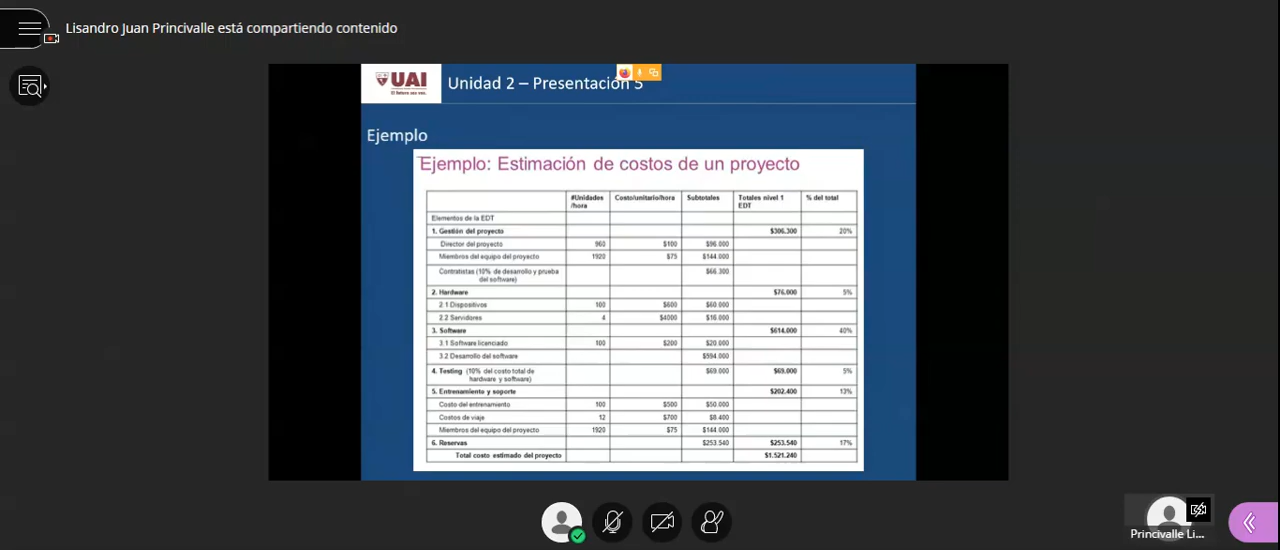 Lisandro Juan Princivalle está compartiendo contenido
UAI
Unidad 2 – Presentación 5
Ejemplo
Ejemplo: Estimación de costos de un proyecto
#Unidades /hora Costo/unitario/hora Subtotales Totales nivel 1 EDT % del total
Elementos de la EDT
1. Gestión del proyecto $306.300 20%
Director del proyecto 960 $100 $96.000
Miembros del equipo del proyecto 1920 $75 $144.000
Contratistas (10% de desarrollo y prueba del software) $66.300
2. Hardware $76.000 5%
2.1 Dispositivos 100 $600 $60.000
2.2 Servidores 4 $4000 $16.000
3. Software $614.000 40%
3.1 Software licenciado 100 $200 $20.000
3.2 Desarrollo del software $594.000
4. Testing (10% del costo total de hardware y software) $69.000 $69.000 5%
5. Entrenamiento y soporte $202.400 13%
Costo del entrenamiento 100 $500 $50.000
Costos de viaje 12 $700 $8.400
Miembros del equipo del proyecto 1920 $75 $144.000
6. Reservas $253.540 $253.540 17%
Total costo estimado del proyecto $1.521.240
Princivalle Li...